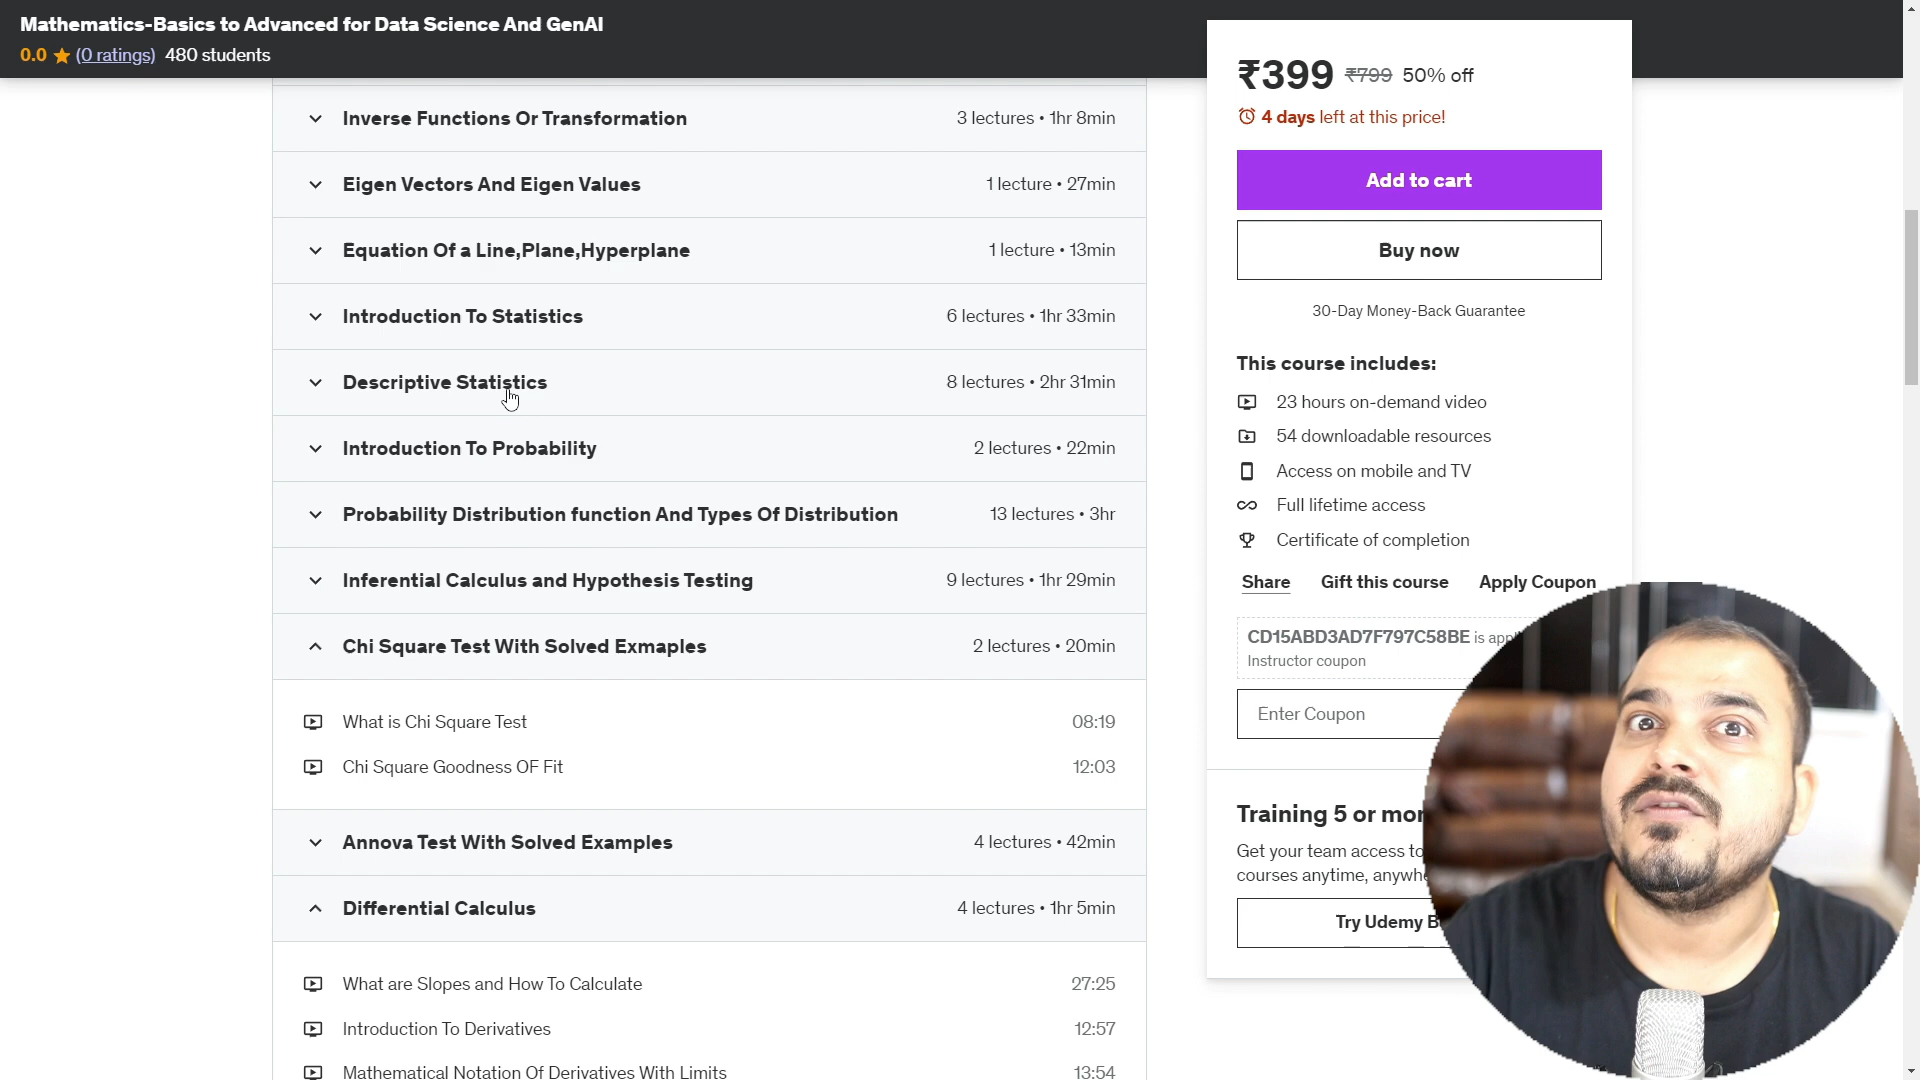 Mathematics-Basics to Advanced for Data Science And GenAI
0.0 (0 ratings) 480 students
Inverse Functions Or Transformation 3 lectures • 1hr 8min
Eigen Vectors And Eigen Values 1 lecture • 27min
Equation Of a Line,Plane,Hyperplane 1 lecture • 13min
Introduction To Statistics 6 lectures • 1hr 33min
Descriptive Statistics 8 lectures • 2hr 31min
Introduction To Probability 2 lectures • 22min
Probability Distribution function And Types Of Distribution 13 lectures • 3hr
Inferential Calculus and Hypothesis Testing 9 lectures • 1hr 29min
Chi Square Test With Solved Exmaples 2 lectures • 20min
What is Chi Square Test 08:19
Chi Square Goodness OF Fit 12:03
Annova Test With Solved Examples 4 lectures • 42min
Differential Calculus 4 lectures • 1hr 5min
What are Slopes and How To Calculate 27:25
Introduction To Derivatives 12:57
Mathematical Notation Of Derivatives With Limits 13:54
₹399 ₹799 50% off
4 days left at this price!
Add to cart
Buy now
30-Day Money-Back Guarantee
This course includes:
23 hours on-demand video
54 downloadable resources
Access on mobile and TV
Full lifetime access
Certificate of completion
Share Gift this course Apply Coupon
CD15ABD3AD7F797C58BE is
Instructor coupon
Enter Coupon
Training 5 or
Get your team access to
courses anytime,
Try Udemy